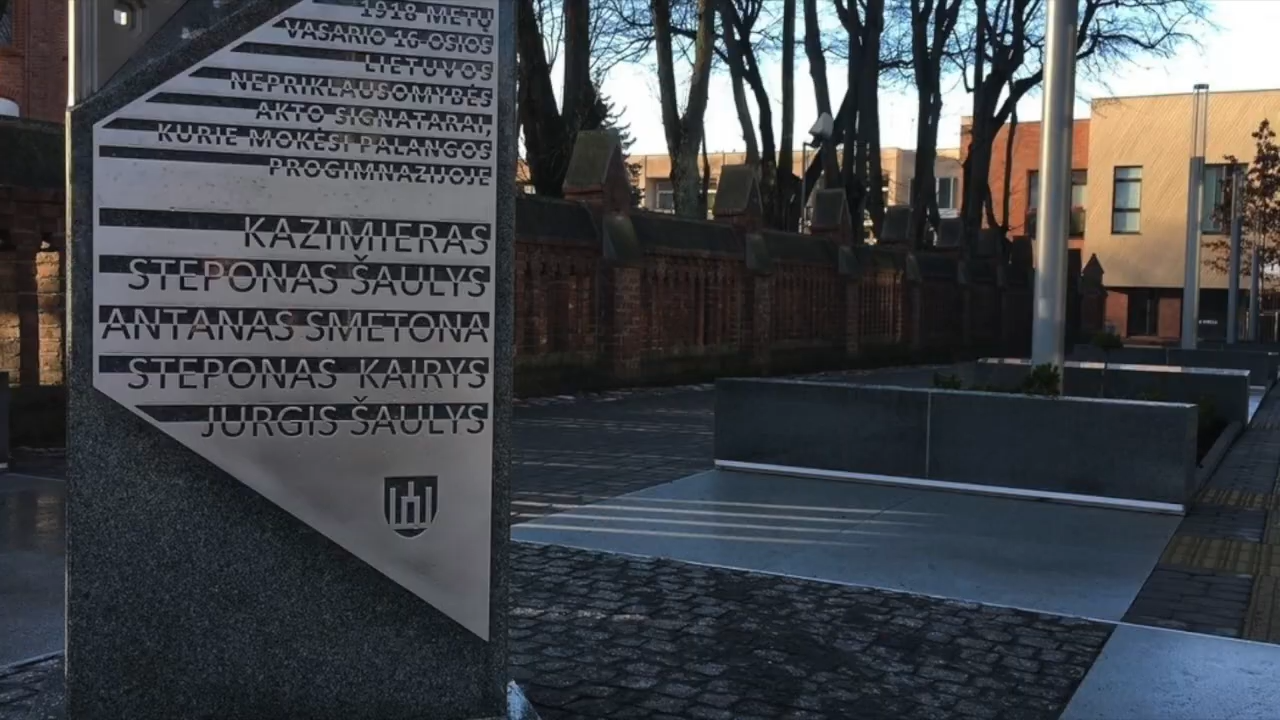 1918 METŲ
VASARIO 16-OSIOS
LIETUVOS
NEPRIKLAUSOMYBĖS
AKTO SIGNATARAI,
KURIE MOKĖSI PALANGOS
PROGIMNAZIJOJE
KAZIMIERAS
STEPONAS ŠAULYS
ANTANAS SMETONA
STEPONAS KAIRYS
JURGIS ŠAULYS